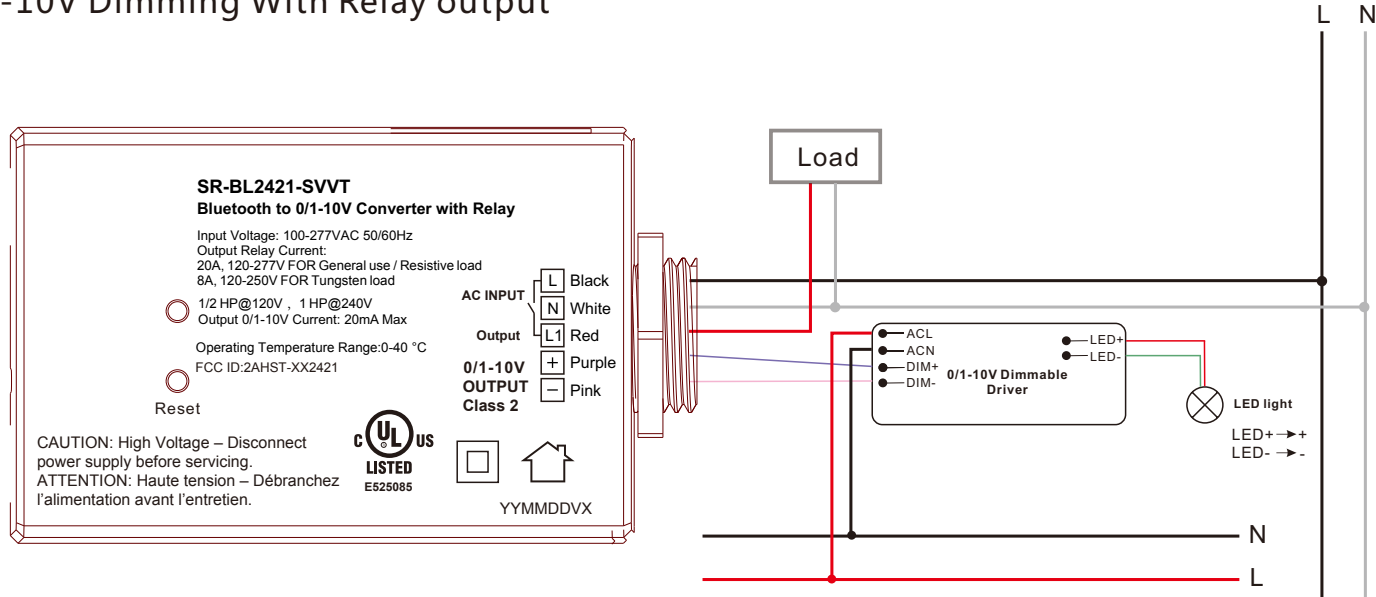 -10V Dimming With Relay output
L N
Load
SR-BL2421-SVVT
Bluetooth to 0/1-10V Converter with Relay
Input Voltage: 100-277VAC 50/60Hz
Output Relay Current:
20A, 120-277V FOR General use / Resistive load
8A, 120-250V FOR Tungsten load
1/2 HP@120V , 1 HP@240V
Output 0/1-10V Current: 20mA Max
Operating Temperature Range:0-40 °C
FCC ID:2AHST-XX2421
Reset
AC INPUT
L Black
N White
Output L1 Red
0/1-10V
OUTPUT
Class 2
+ Purple
– Pink
CAUTION: High Voltage – Disconnect
power supply before servicing.
ATTENTION: Haute tension – Débranchez
l'alimentation avant l'entretien.
C UL US
LISTED
E525085
YYMMDDVX
ACL
ACN
DIM+
DIM-
0/1-10V Dimmable
Driver
LED+
LED-
LED light
LED+→+
LED- →-
N
L